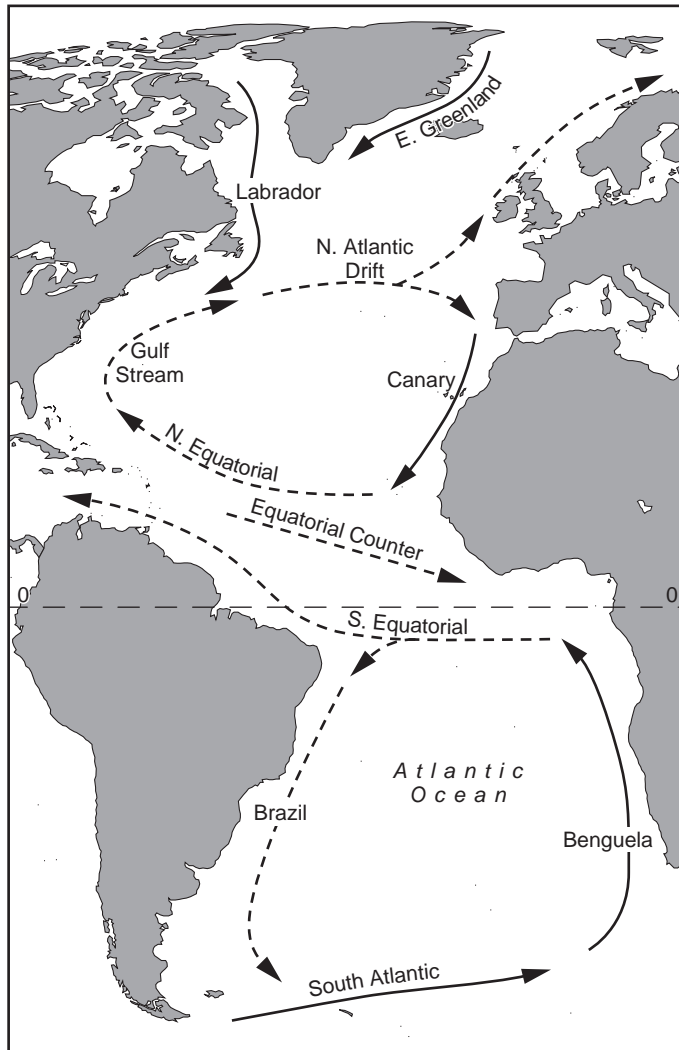 E. Greenland
Labrador
N. Atlantic
Drift
Gulf
Stream
Canary
N. Equatorial
Equatorial Counter
0
0
S. Equatorial
Atlantic
Ocean
Brazil
Benguela
South Atlantic